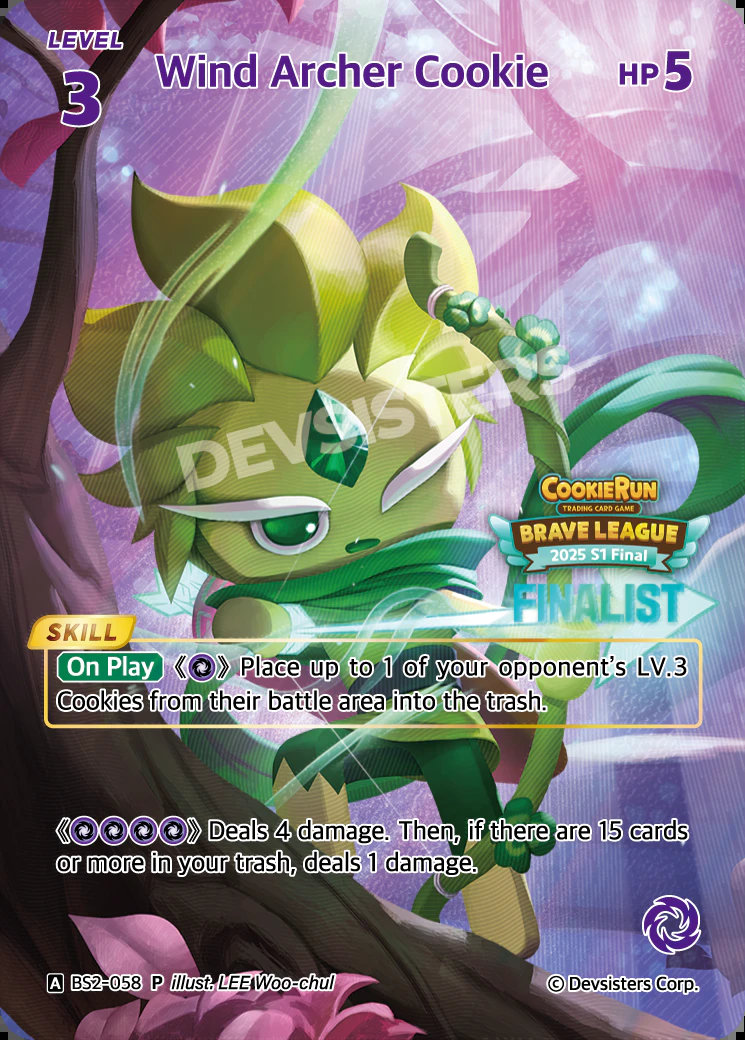 LEVEL
3
Wind Archer Cookie
HP 5
DEVSISTERS
COOKIERUN
TRADING CARD GAME
BRAVE LEAGUE
2025 S1 Final
FINALIST
SKILL
On Play 《》 Place up to 1 of your opponent's LV.3
Cookies from their battle area into the trash.
《》 Deals 4 damage. Then, if there are 15 cards
or more in your trash, deals 1 damage.
A BS2-058 P illust. LEE Woo-chul
© Devsisters Corp.